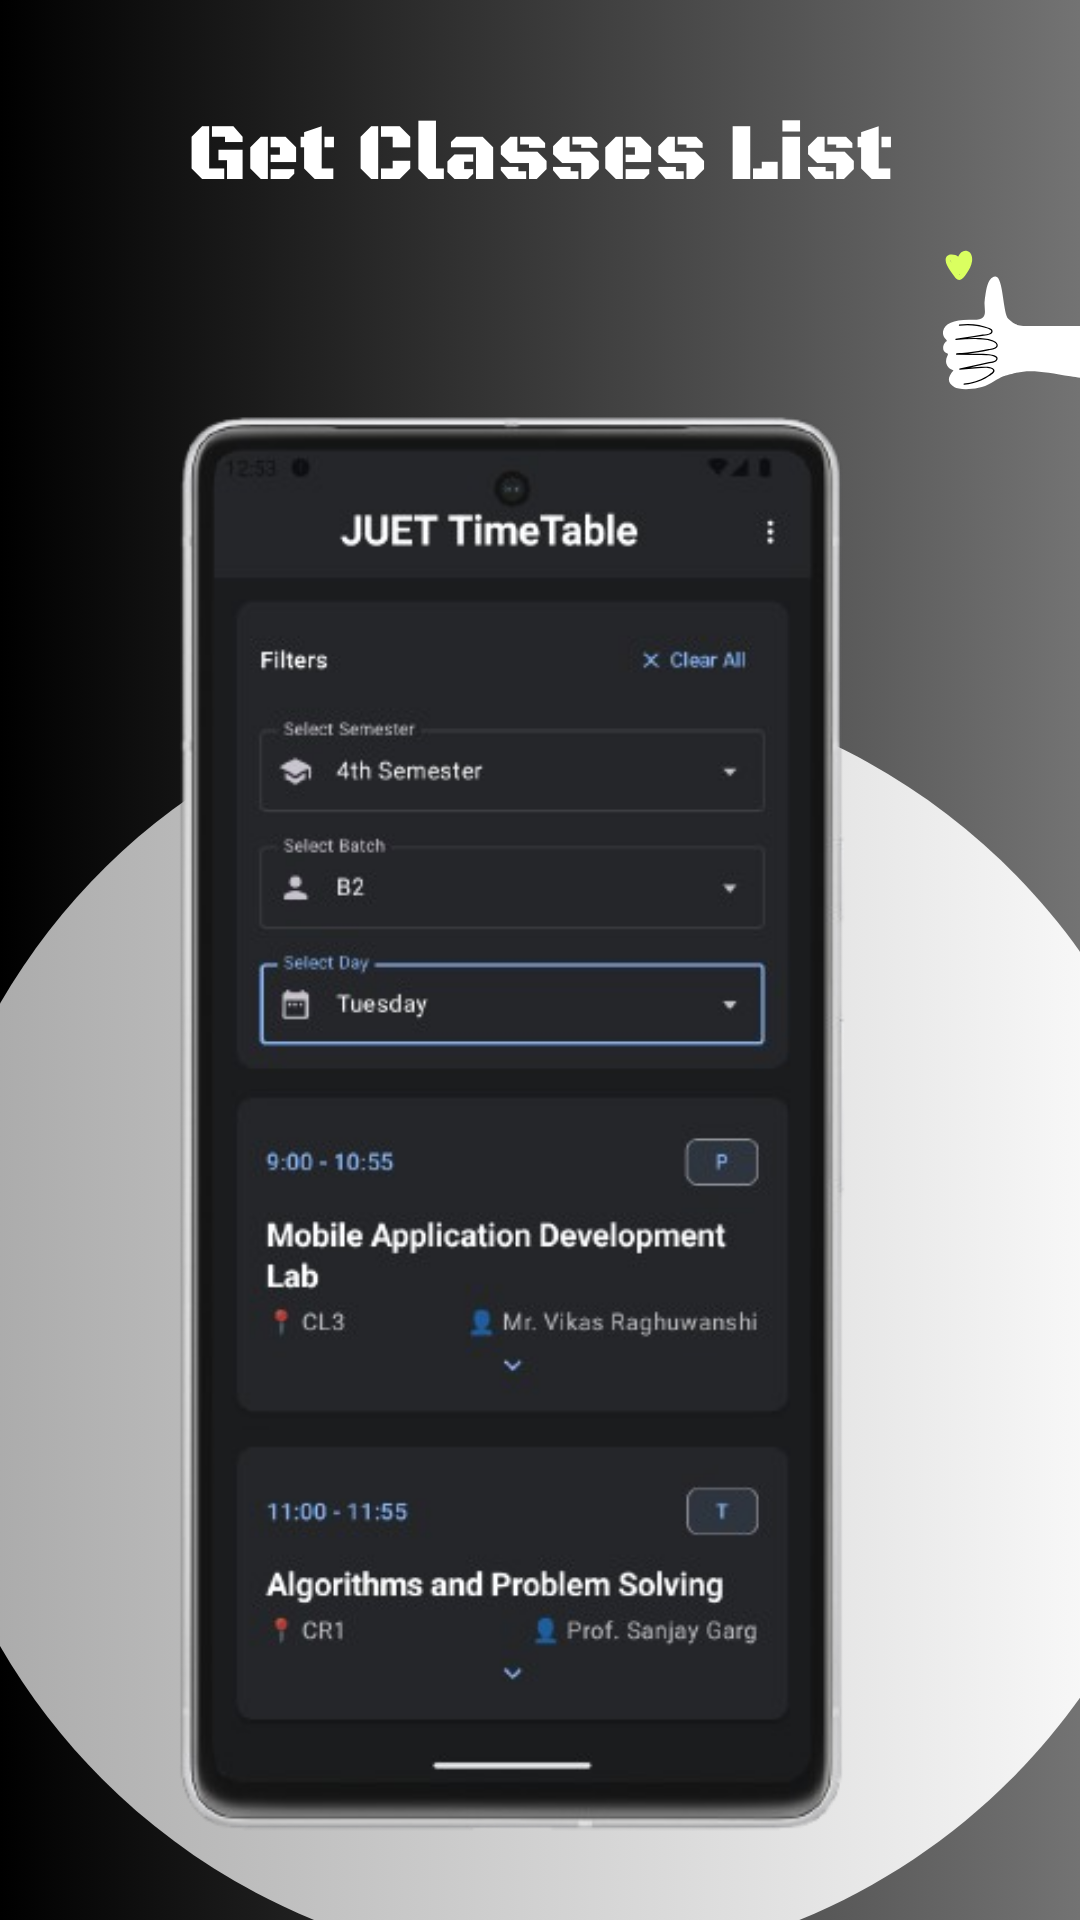 Get Classes List
12:53
JUET TimeTable
Filters
Clear All
Select Semester
4th Semester
Select Batch
B2
Select Day
Tuesday
9:00 - 10:55
P
Mobile Application Development
Lab
CL3
Mr. Vikas Raghuwanshi
11:00 - 11:55
T
Algorithms and Problem Solving
CR1
Prof. Sanjay Garg